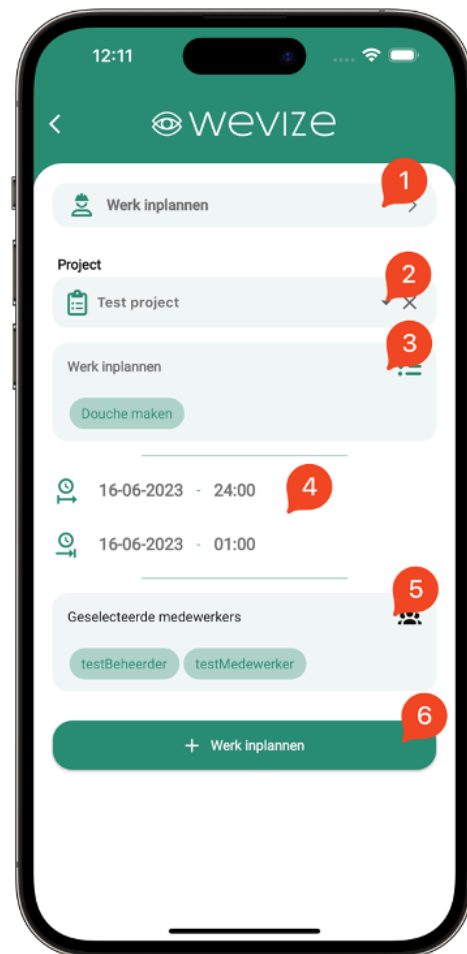 12:11
wevize
1
Werk inplannen
Project
2
Test project
3
Werk inplannen
Douche maken
16-06-2023 - 24:00
4
16-06-2023 - 01:00
5
Geselecteerde medewerkers
testBeheerder testMedewerker
6
+ Werk inplannen